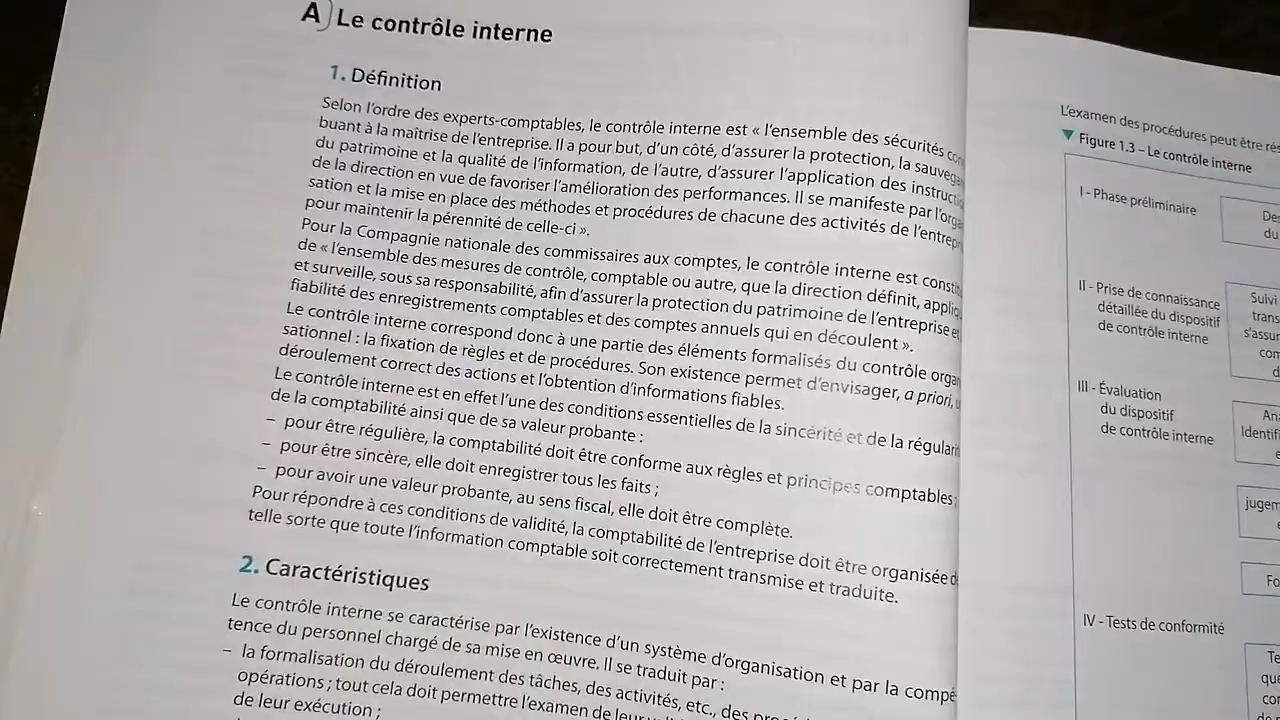 A Le contrôle interne
1. Définition
Selon l'ordre des experts-comptables, le contrôle interne est « l'ensemble des sécurités
buant à la maîtrise de l'entreprise. Il a pour but, d'un côté, d'assurer la protection, la
du patrimoine et la qualité de l'information, de l'autre, d'assurer l'application des
de la direction en vue de favoriser l'amélioration des performances. Il se manifeste par
sation et la mise en place des méthodes et procédures de chacune des activités de
pour maintenir la pérennité de celle-ci ».
Pour la Compagnie nationale des commissaires aux comptes, le contrôle interne est
de « l'ensemble des mesures de contrôle, comptable ou autre, que la direction définit,
et surveille, sous sa responsabilité, afin d'assurer la protection du patrimoine de l'entreprise et
fiabilité des enregistrements comptables et des comptes annuels qui en découlent ».
Le contrôle interne correspond donc à une partie des éléments formalisés du contrôle
sationnel : la fixation de règles et de procédures. Son existence permet d'envisager, a priori,
déroulement correct des actions et l'obtention d'informations fiables.
Le contrôle interne est en effet l'une des conditions essentielles de la sincérité et de la
de la comptabilité ainsi que de sa valeur probante :
– pour être régulière, la comptabilité doit être conforme aux règles et principes comptables;
– pour être sincère, elle doit enregistrer tous les faits ;
– pour avoir une valeur probante, au sens fiscal, elle doit être complète.
Pour répondre à ces conditions de validité, la comptabilité de l'entreprise doit être organisée
telle sorte que toute l'information comptable soit correctement transmise et traduite.
2. Caractéristiques
Le contrôle interne se caractérise par l'existence d'un système d'organisation et par la
tence du personnel chargé de sa mise en œuvre. Il se traduit par :
– la formalisation du déroulement des tâches, des activités, etc., des
opérations ; tout cela doit permettre l'examen de leur
de leur exécution ;
L'examen des procédures peut être
▼ Figure 1.3 – Le contrôle interne
I - Phase préliminaire
II - Prise de connaissance
détaillée du dispositif
de contrôle interne
Suivi
III - Évaluation
du dispositif
de contrôle interne
IV - Tests de conformité